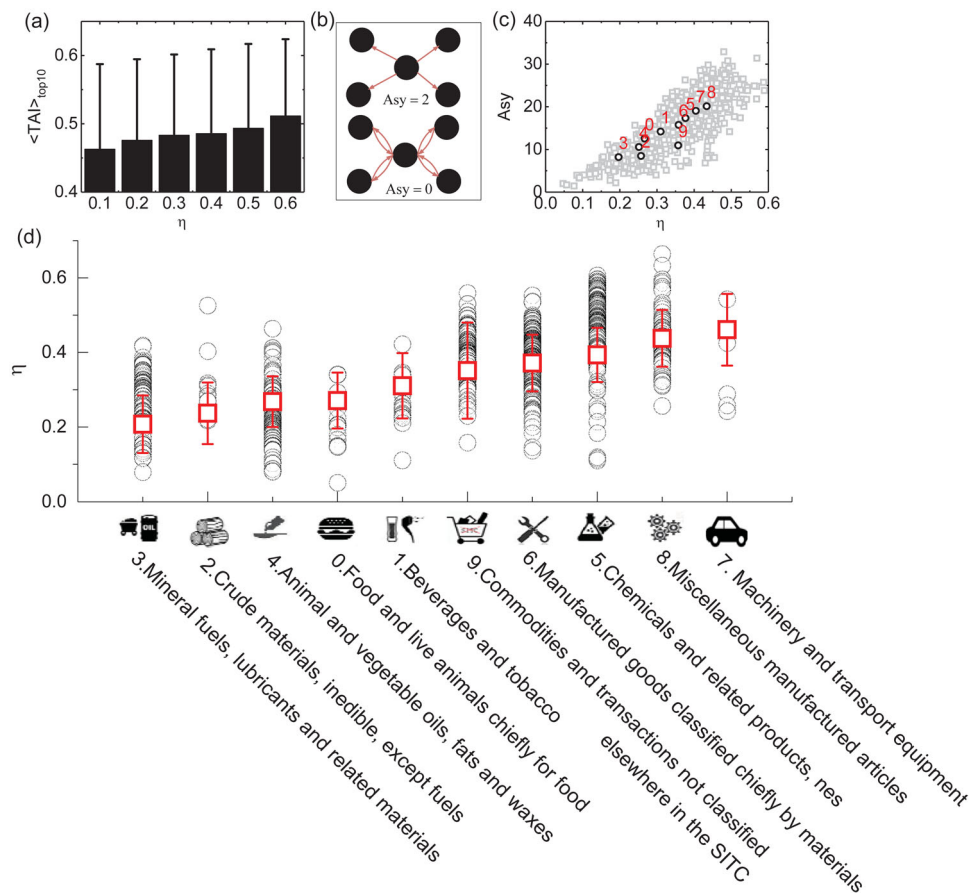 (a)
0.6
0.5
0.4
<TAI>top10
0.1 0.2 0.3 0.4 0.5 0.6
η
(b)
Asy = 2
Asy = 0
(c)
40
30
20
10
0
Asy
3 4 2 0 1 6 9 5 7 8
0.0 0.1 0.2 0.3 0.4 0.5 0.6
η
(d)
0.6
0.4
0.2
0.0
η
OIL
3.Mineral fuels, lubricants and related materials
2.Crude materials, inedible, except fuels
4.Animal and vegetable oils, fats and waxes
0.Food and live animals chiefly for food
1.Beverages and tobacco
9.Commodities and transactions not classified
elsewhere in the SITC
6.Manufactured goods classified chiefly by materials
5.Chemicals and related products, nes
8.Miscellaneous manufactured articles
7. Machinery and transport equipment